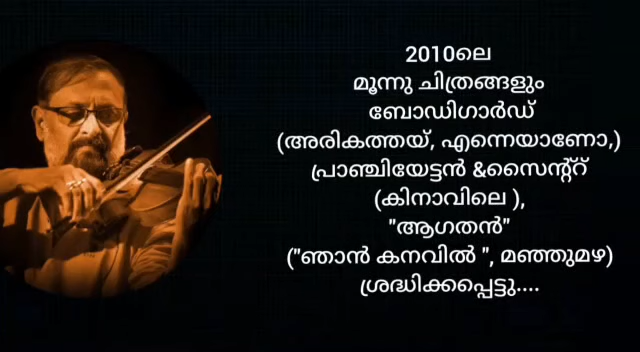 2010ലെ
മൂന്നു ചിത്രങ്ങളും
ബോഡിഗാർഡ്
(അരികത്തയ്, എന്നെയാണോ,)
പ്രാഞ്ചിയേട്ടൻ &സൈന്റ്റ്
(കിനാവിലെ ),
"ആഗതൻ"
("ഞാൻ കനവിൽ ", മഞ്ഞുമഴ)
ശ്രദ്ധിക്കപ്പെട്ടു....